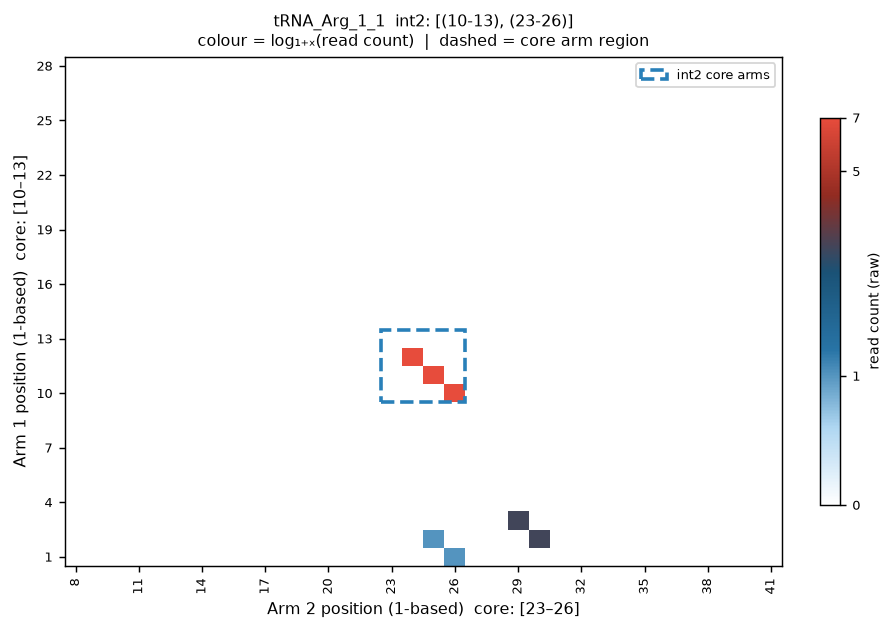 tRNA_Arg_1_1  int2: [(10-13), (23-26)]
colour = log₁₊ₓ(read count)  |  dashed = core arm region
int2 core arms
Arm 1 position (1-based)  core: [10–13]
28
25
22
19
16
13
10
7
4
1
8 11 14 17 20 23 26 29 32 35 38 41
Arm 2 position (1-based)  core: [23–26]
7
5
1
0
read count (raw)